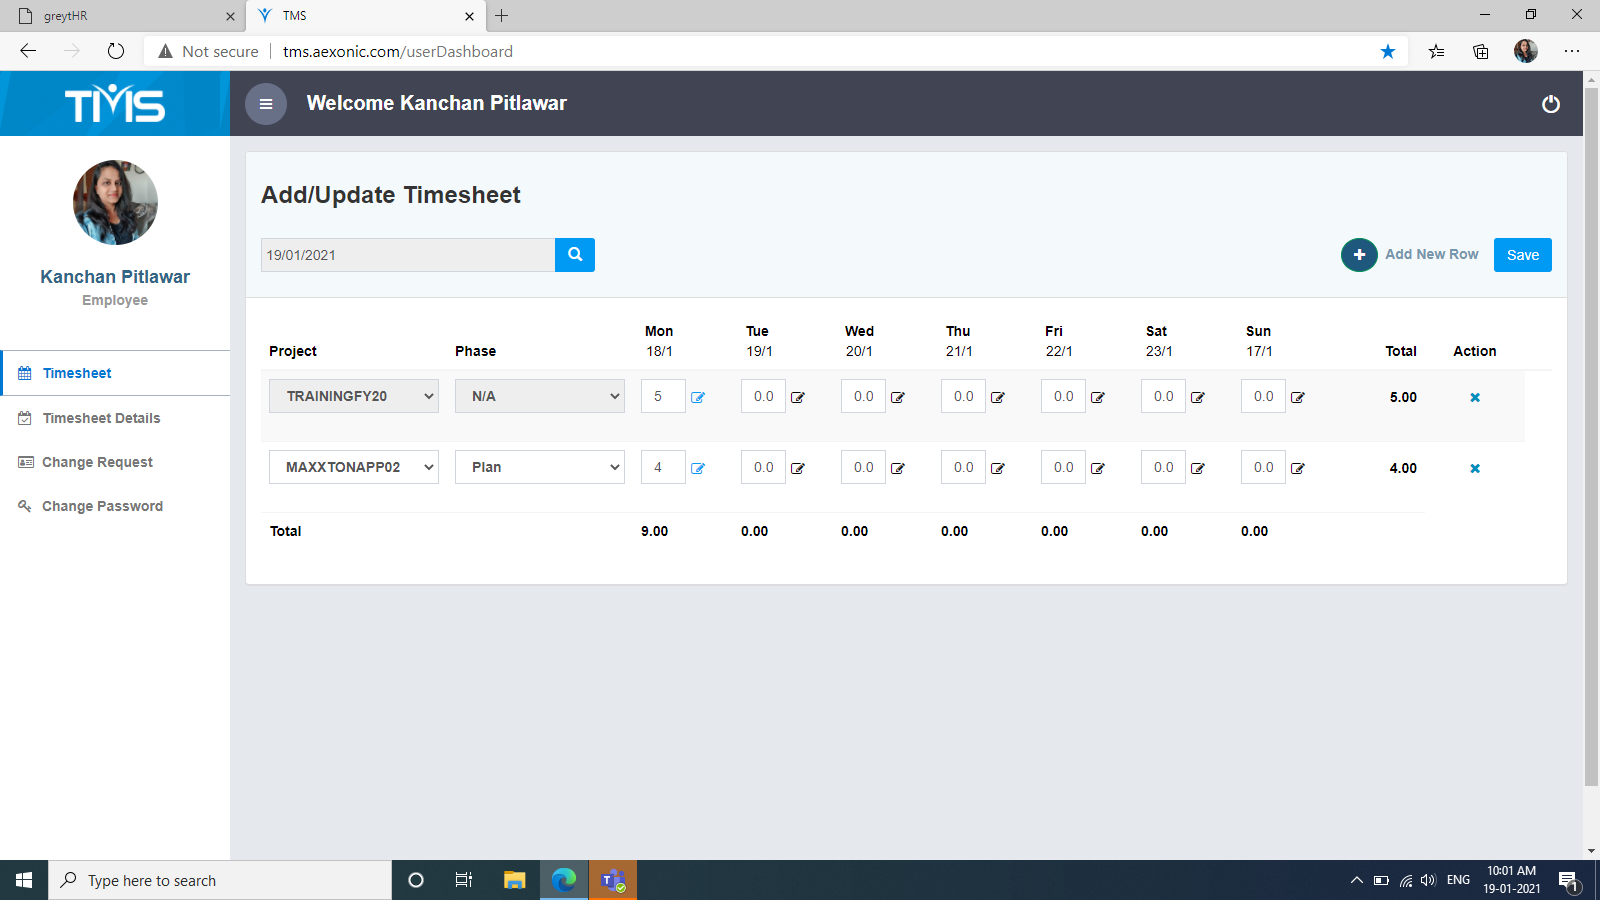 greytHR
TMS
Not secure
tms.aexonic.com/userDashboard
TMS
Welcome Kanchan Pitlawar
Kanchan Pitlawar
Employee
Timesheet
Timesheet Details
Change Request
Change Password
Add/Update Timesheet
19/01/2021
Add New Row
Save
Mon Tue Wed Thu Fri Sat Sun
Project Phase 18/1 19/1 20/1 21/1 22/1 23/1 17/1 Total Action
TRAININGFY20 N/A 5 0.0 0.0 0.0 0.0 0.0 0.0 5.00
MAXXTONAPP02 Plan 4 0.0 0.0 0.0 0.0 0.0 0.0 4.00
Total 9.00 0.00 0.00 0.00 0.00 0.00 0.00
Type here to search
ENG
10:01 AM
19-01-2021
1